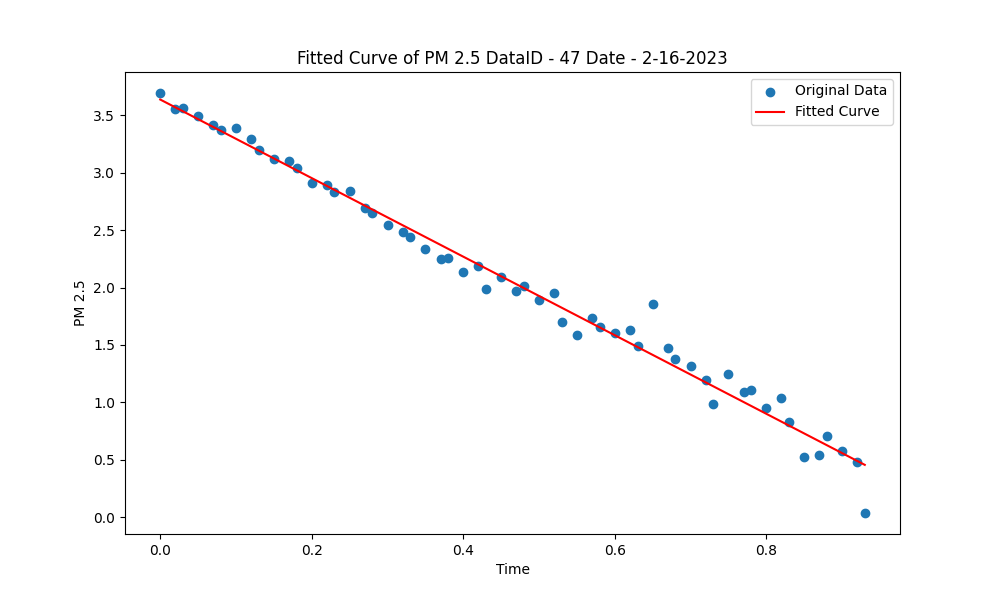 Fitted Curve of PM 2.5 DataID - 47 Date - 2-16-2023
Original Data
Fitted Curve
3.5
3.0
2.5
2.0
1.5
1.0
0.5
0.0
PM 2.5
0.0 0.2 0.4 0.6 0.8
Time